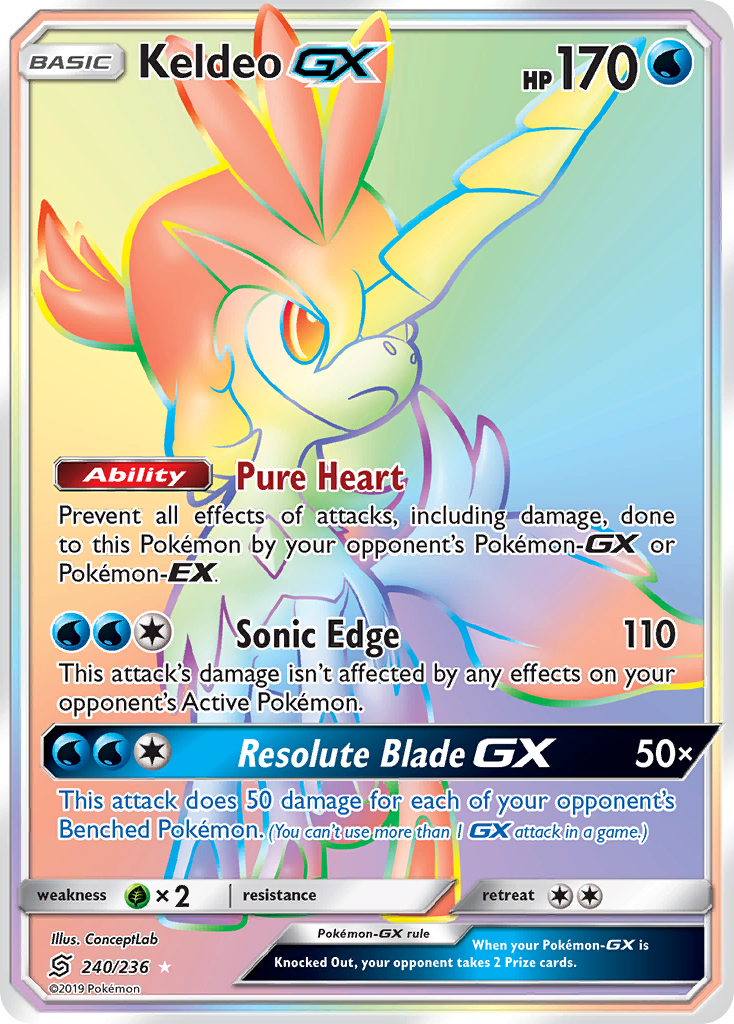 BASIC Keldeo GX HP 170
Ability Pure Heart
Prevent all effects of attacks, including damage, done
to this Pokémon by your opponent's Pokémon-GX or
Pokémon-EX.
Sonic Edge 110
This attack's damage isn't affected by any effects on your
opponent's Active Pokémon.
Resolute Blade GX 50×
This attack does 50 damage for each of your opponent's
Benched Pokémon. (You can't use more than 1 GX attack in a game.)
weakness ×2 resistance retreat
Illus. ConceptLab
240/236
©2019 Pokémon
Pokémon-GX rule
When your Pokémon-GX is
Knocked Out, your opponent takes 2 Prize cards.